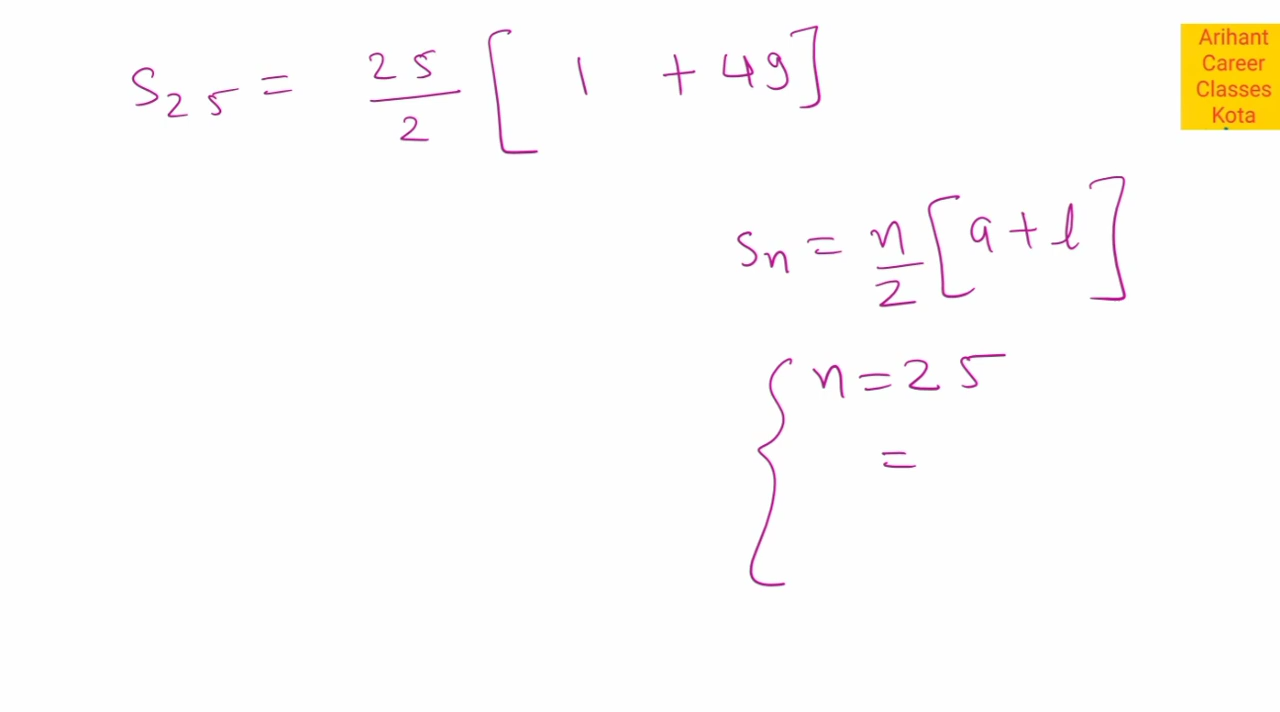 S25 = 25/2 [ 1 + 49 ]
Arihant
Career
Classes
Kota
Sn = n/2 [ a + l ]
{ n = 25
=